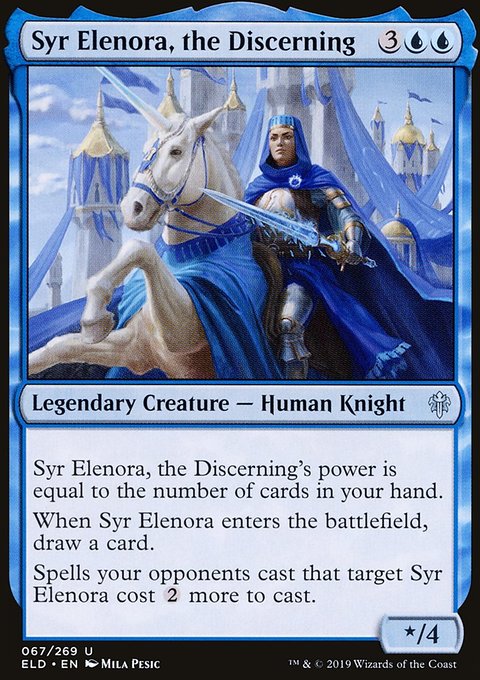 Syr Elenora, the Discerning 3
Legendary Creature — Human Knight
Syr Elenora, the Discerning's power is
equal to the number of cards in your hand.
When Syr Elenora enters the battlefield,
draw a card.
Spells your opponents cast that target Syr
Elenora cost 2 more to cast.
*/4
067/269 U
ELD • EN Mila Pesic
™ & © 2019 Wizards of the Coast